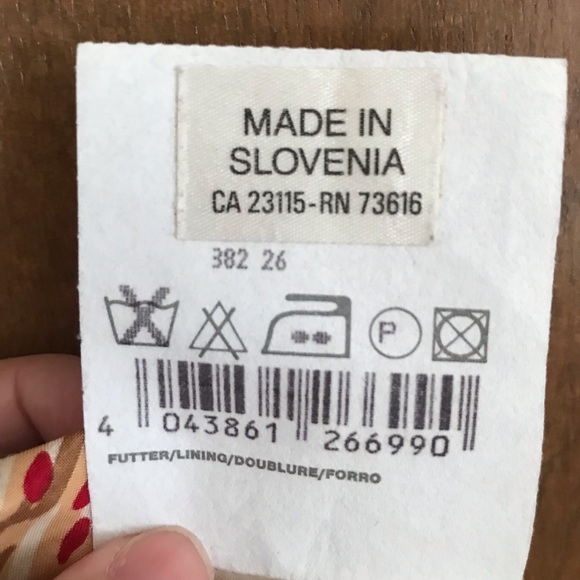 MADE IN
SLOVENIA
CA 23115-RN 73616
382 26
P
4 043861 266990
FUTTER/LINING/DOUBLURE/FORRO